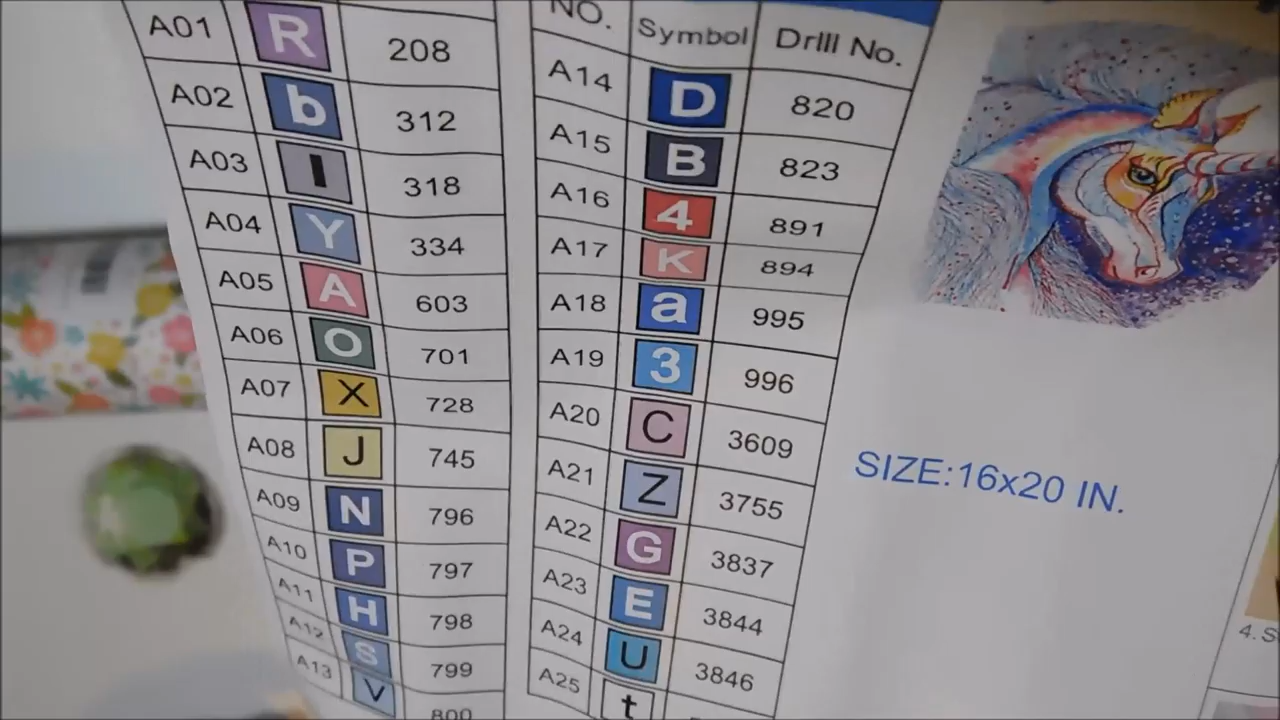 A01 R 208
A02 b 312
A03 I 318
A04 Y 334
A05 A 603
A06 O 701
A07 X 728
A08 J 745
A09 N 796
A10 P 797
A11 H 798
A12 S 799
A13 V 800
NO. Symbol Drill No.
A14 D 820
A15 B 823
A16 4 891
A17 K 894
A18 a 995
A19 3 996
A20 C 3609
A21 Z 3755
A22 G 3837
A23 E 3844
A24 U 3846
A25 t
SIZE:16x20 IN.
4.S